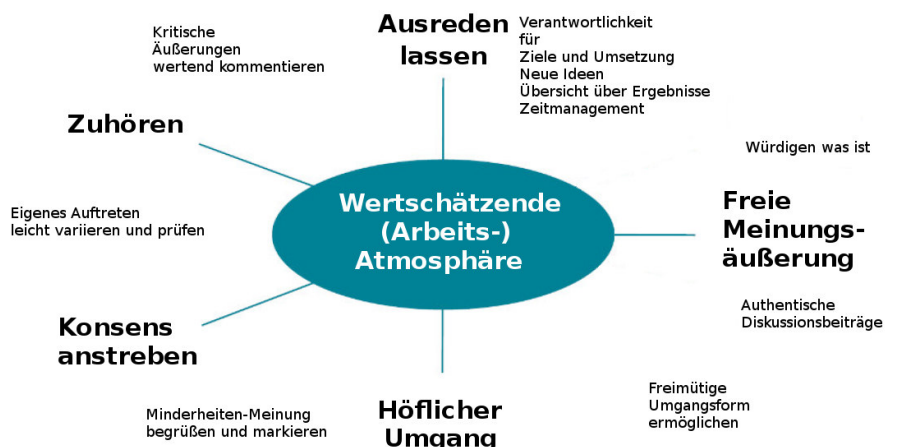 Kritische
Äußerungen
wertend kommentieren
Ausreden
lassen
Verantwortlichkeit
für
Ziele und Umsetzung
Neue Ideen
Übersicht über Ergebnisse
Zeitmanagement
Zuhören
Würdigen was ist
Eigenes Auftreten
leicht variieren und prüfen
Wertschätzende
(Arbeits-)
Atmosphäre
Freie
Meinungs-
äußerung
Authentische
Diskussionsbeiträge
Konsens
anstreben
Minderheiten-Meinung
begrüßen und markieren
Höflicher
Umgang
Freimütige
Umgangsform
ermöglichen